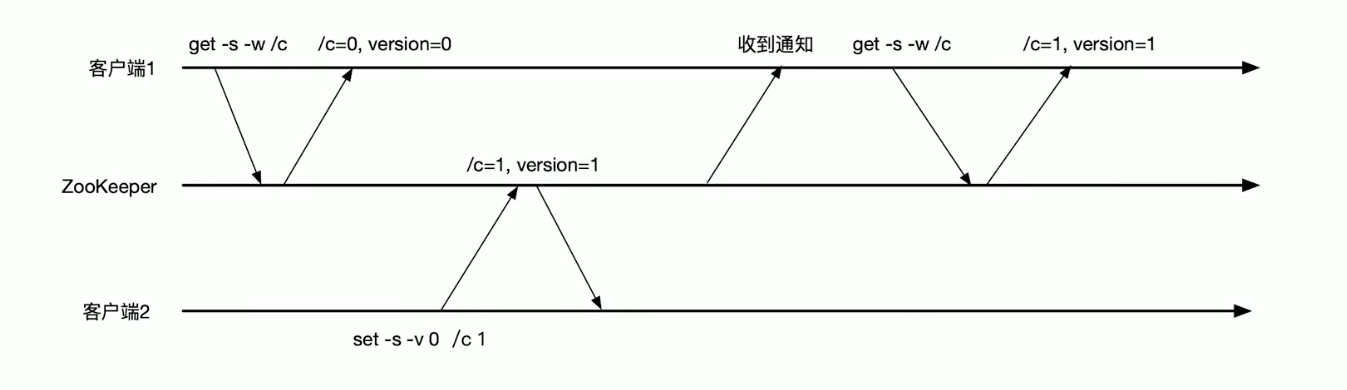 get -s -w /c /c=0, version=0 收到通知 get -s -w /c /c=1, version=1
客户端1
/c=1, version=1
ZooKeeper
客户端2
set -s -v 0 /c 1